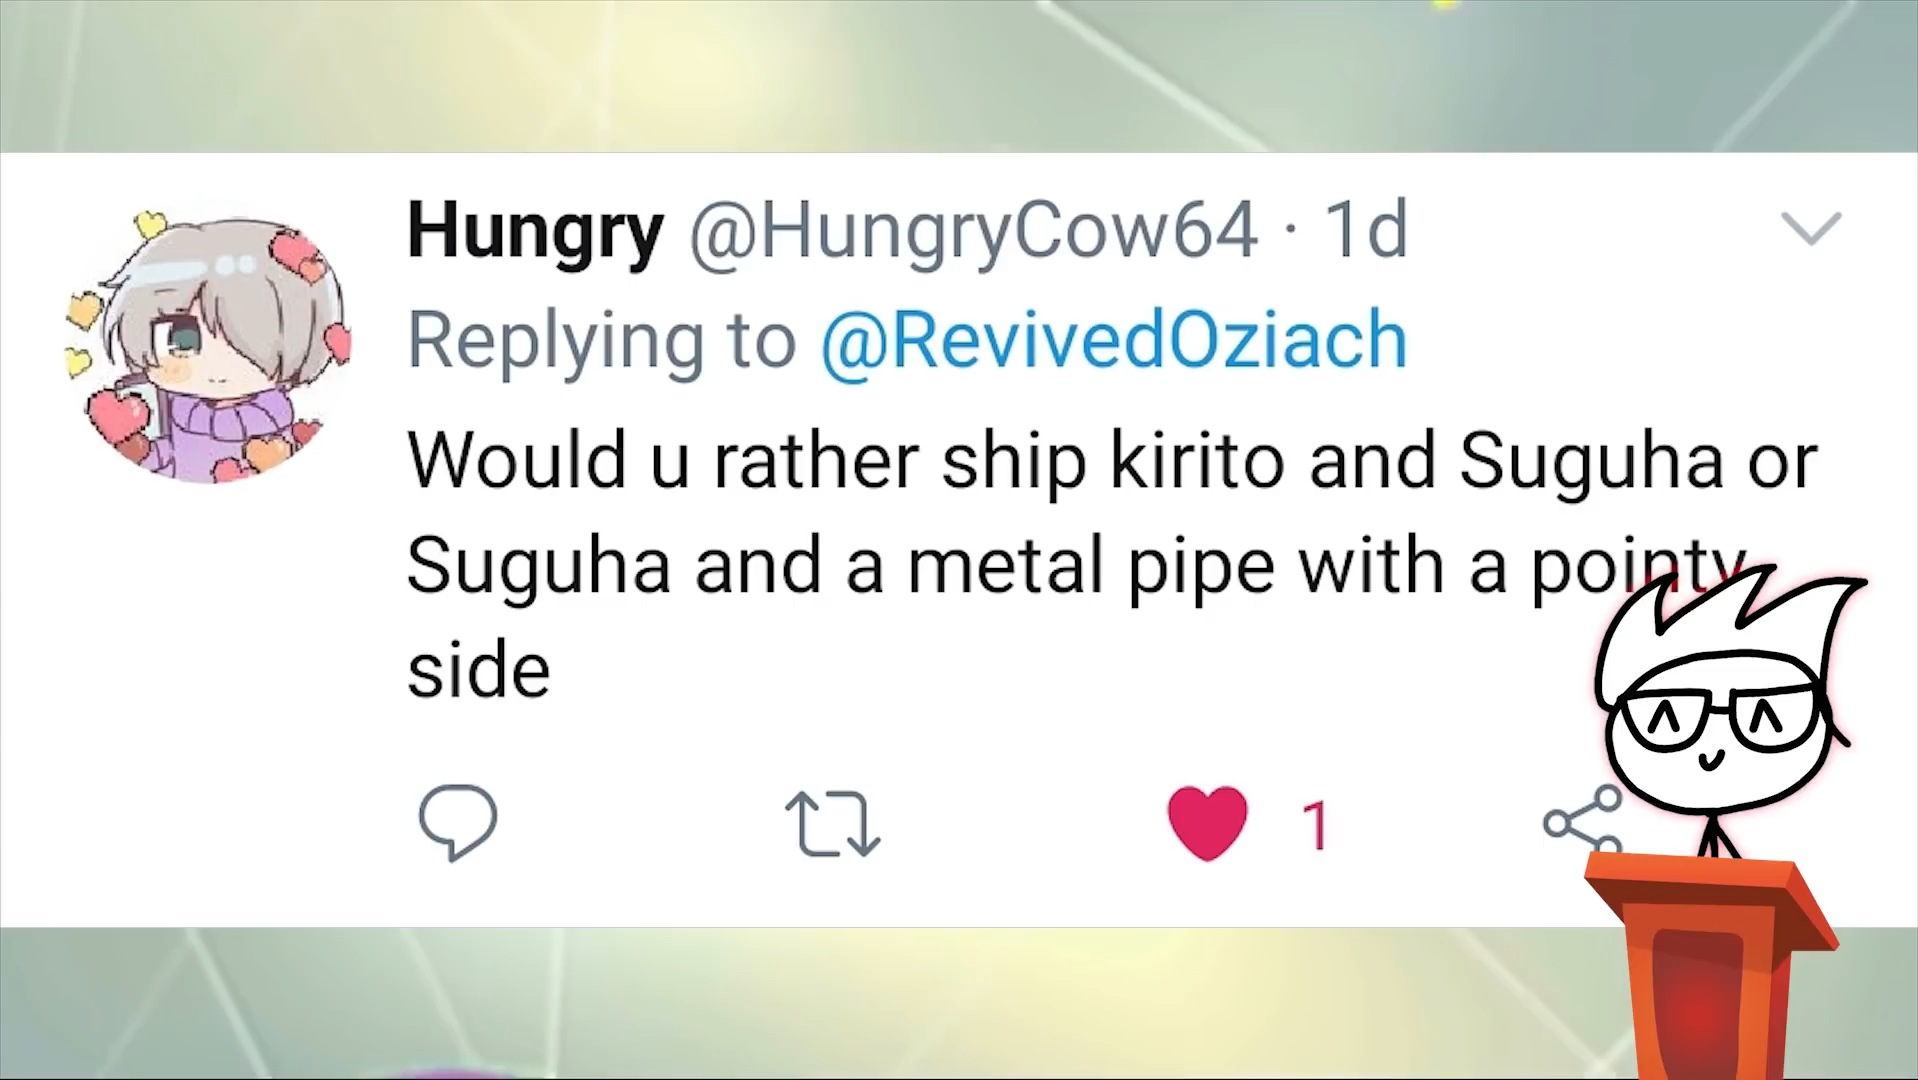 Hungry @HungryCow64 · 1d
Replying to @RevivedOziach
Would u rather ship kirito and Suguha or
Suguha and a metal pipe with a pointy
side
1